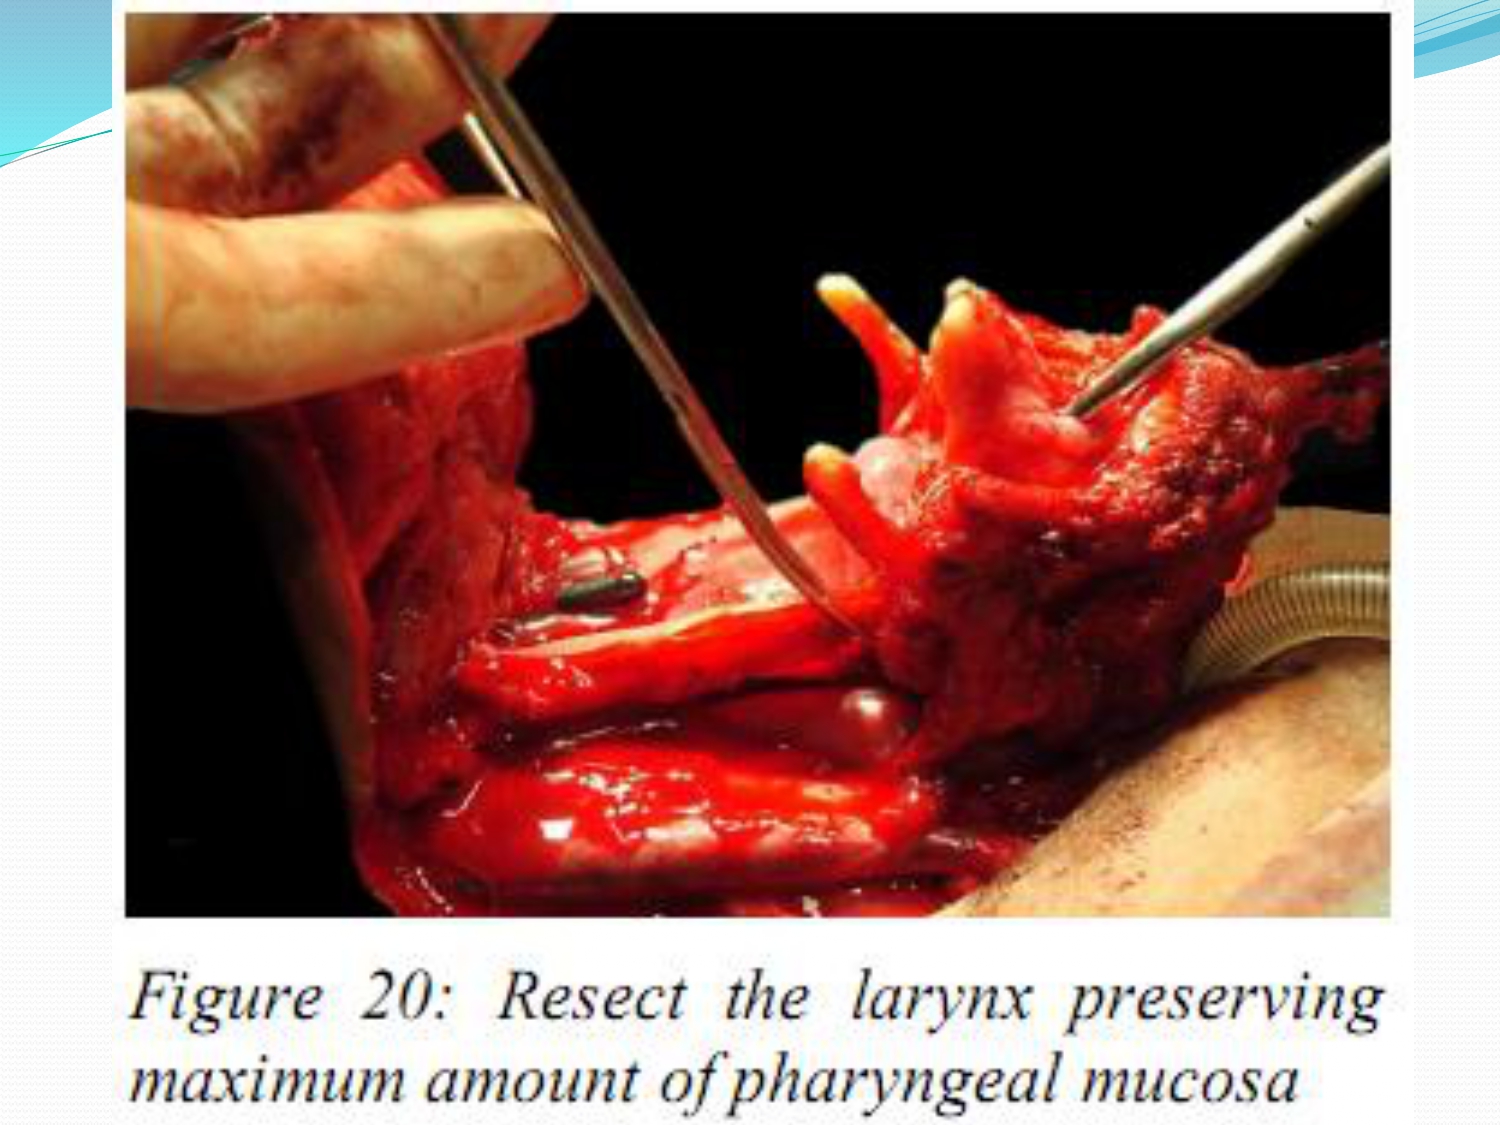 Figure 20: Resect the larynx preserving
maximum amount of pharyngeal mucosa